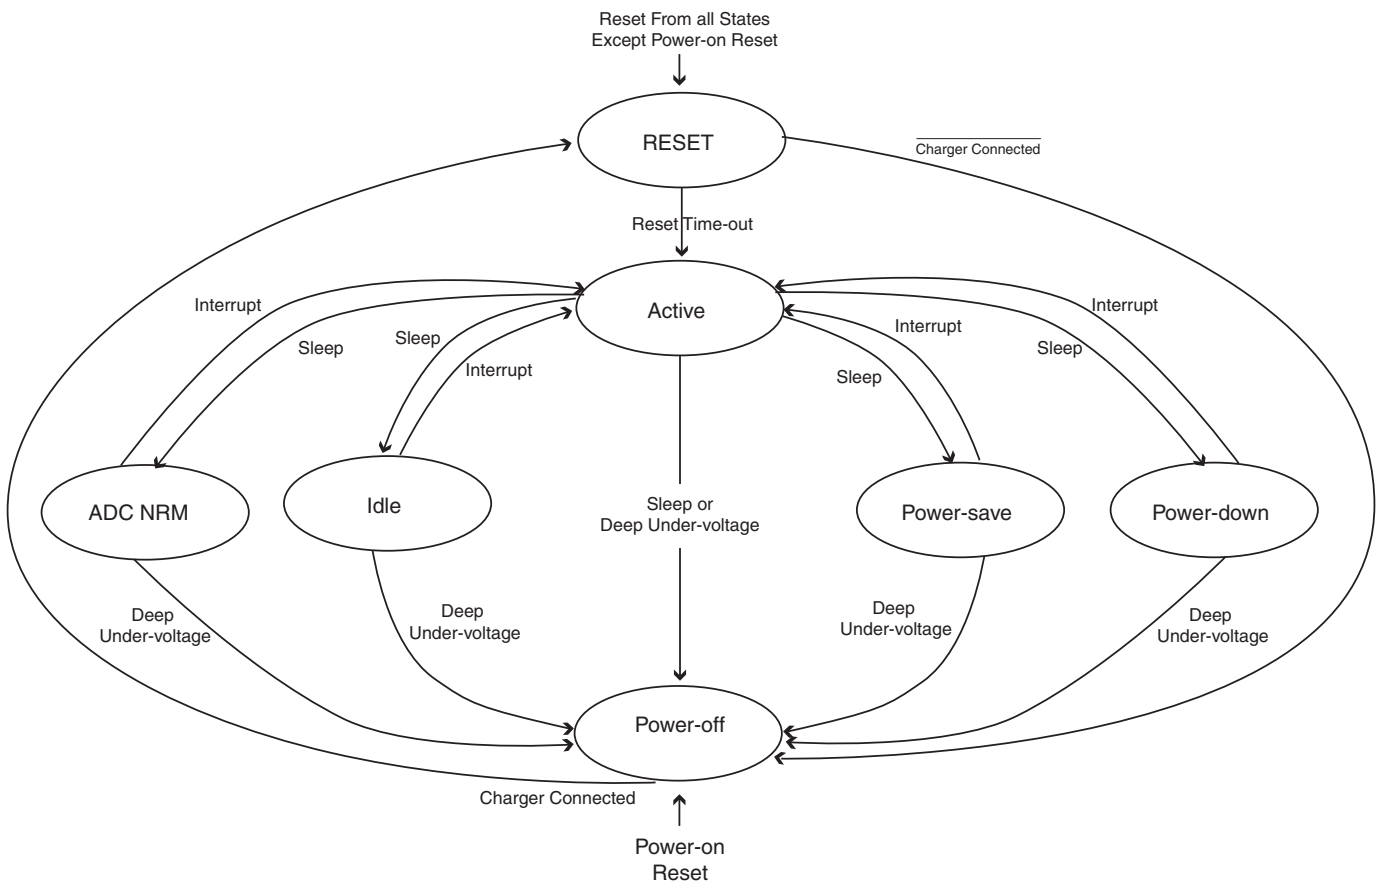 Reset From all States
Except Power-on Reset
RESET
Charger Connected
Reset Time-out
Interrupt
Sleep
Sleep
Interrupt
Active
Interrupt
Sleep
Interrupt
Sleep
ADC NRM
Idle
Sleep or
Deep Under-voltage
Power-save
Power-down
Deep
Under-voltage
Deep
Under-voltage
Deep
Under-voltage
Deep
Under-voltage
Power-off
Charger Connected
Power-on
Reset